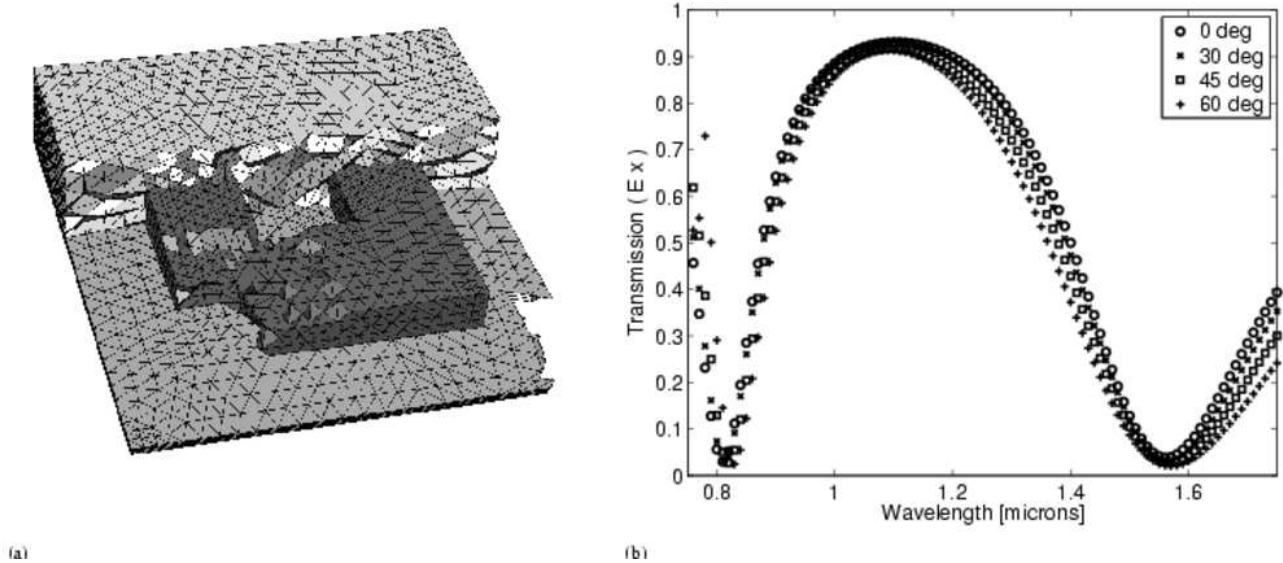 1
0.9
0.8
0.7
0.6
0.5
0.4
0.3
0.2
0.1
0
Transmission ( E x )
0 deg
30 deg
45 deg
60 deg
0.8
1
1.2
1.4
1.6
Wavelength [microns]
(a)
(b)